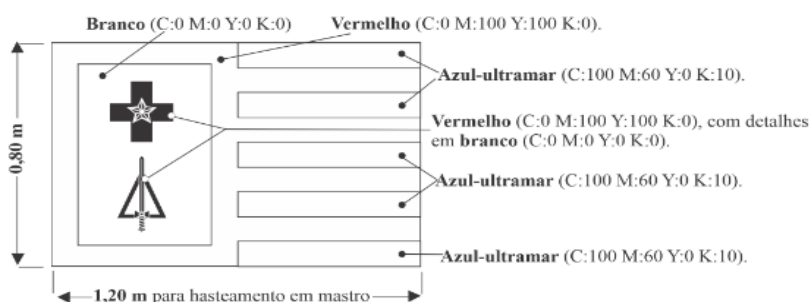 Branco (C:0 M:0 Y:0 K:0)
Vermelho (C:0 M:100 Y:100 K:0).
Azul-ultramar (C:100 M:60 Y:0 K:10).
0,80 m
Vermelho (C:0 M:100 Y:100 K:0), com detalhes
em branco (C:0 M:0 Y:0 K:0).
Azul-ultramar (C:100 M:60 Y:0 K:10).
Azul-ultramar (C:100 M:60 Y:0 K:10).
1,20 m para hasteamento em mastro